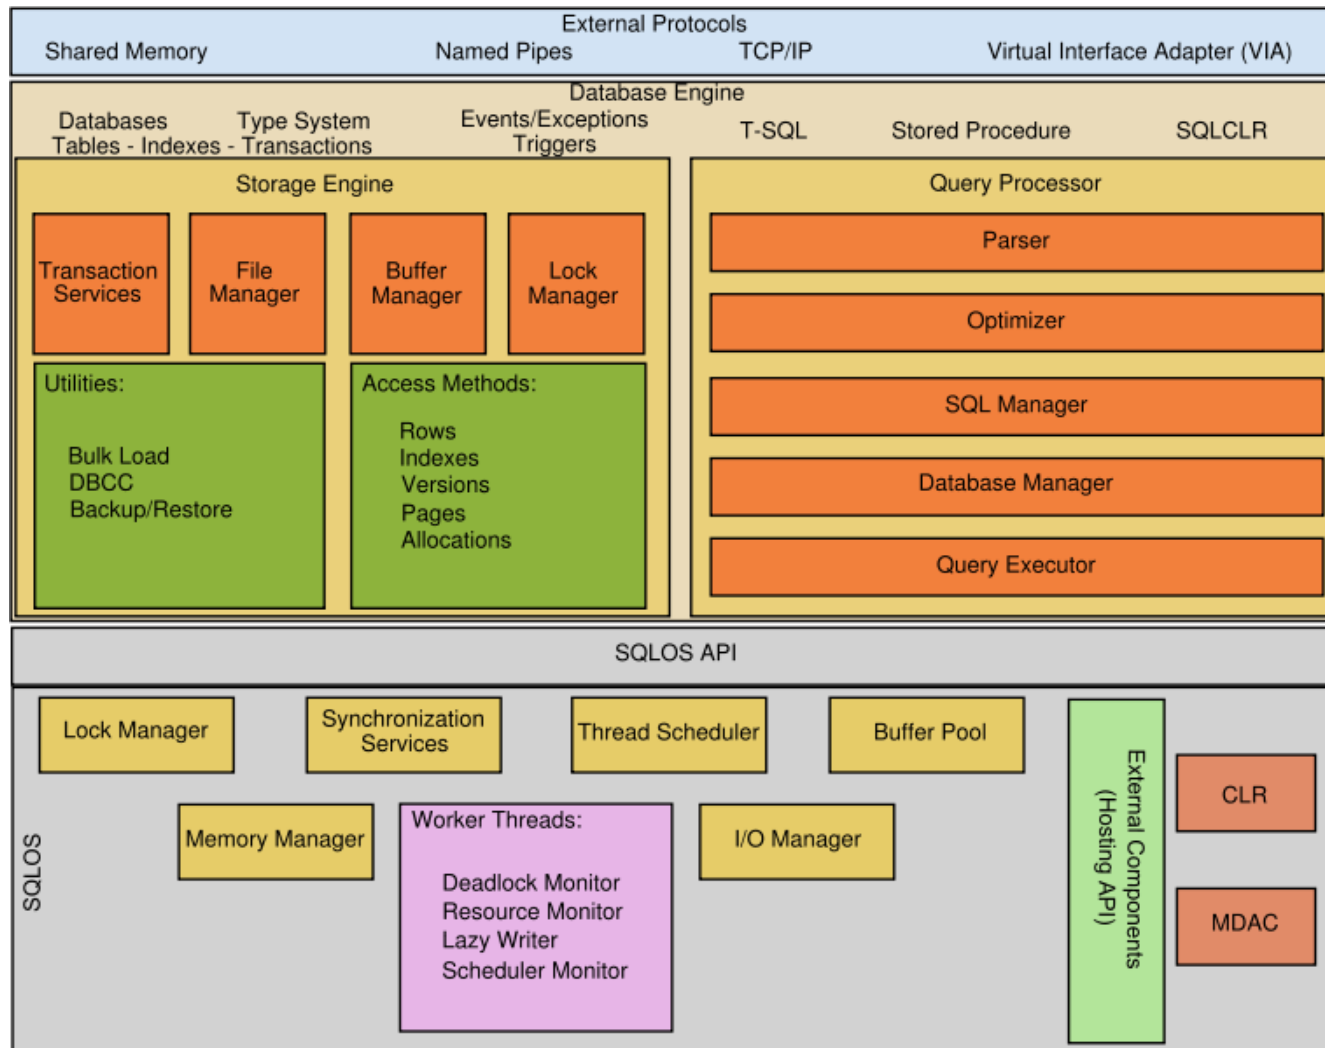 External Protocols
Shared Memory
Named Pipes
TCP/IP
Virtual Interface Adapter (VIA)
Database Engine
Databases
Type System
Tables - Indexes - Transactions
Events/Exceptions
Triggers
T-SQL
Stored Procedure
SQLCLR
Storage Engine
Transaction
Services
File
Manager
Buffer
Manager
Lock
Manager
Utilities:
Bulk Load
DBCC
Backup/Restore
Access Methods:
Rows
Indexes
Versions
Pages
Allocations
Query Processor
Parser
Optimizer
SQL Manager
Database Manager
Query Executor
SQLOS API
SQLOS
Lock Manager
Synchronization
Services
Thread Scheduler
Buffer Pool
Memory Manager
Worker Threads:
Deadlock Monitor
Resource Monitor
Lazy Writer
Scheduler Monitor
I/O Manager
External Components
(Hosting API)
CLR
MDAC